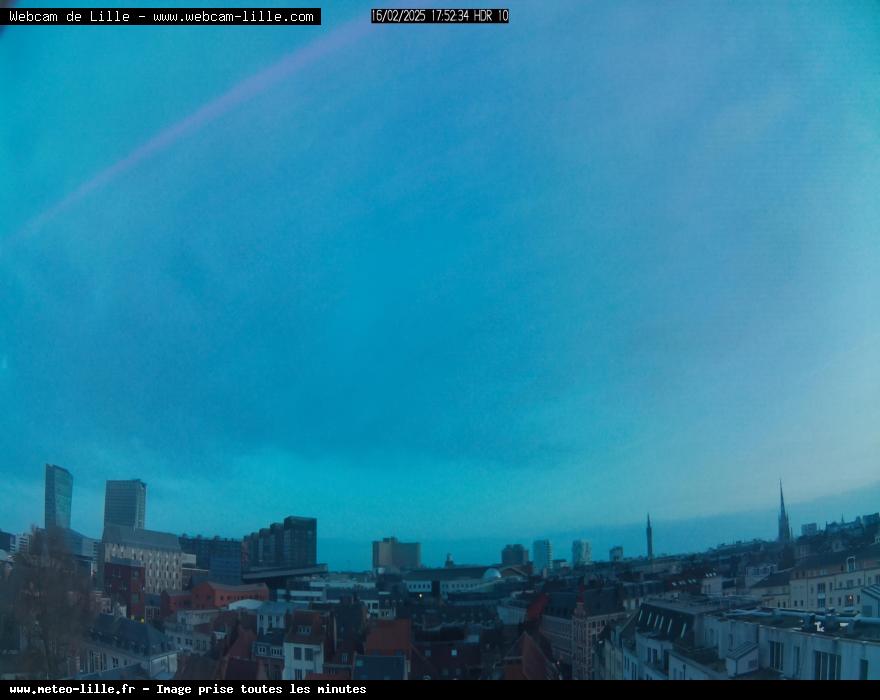 Webcam de Lille - www.webcam-lille.com
16/02/2025 17:52:34 HDR 10
www.meteo-lille.fr - Image prise toutes les minutes